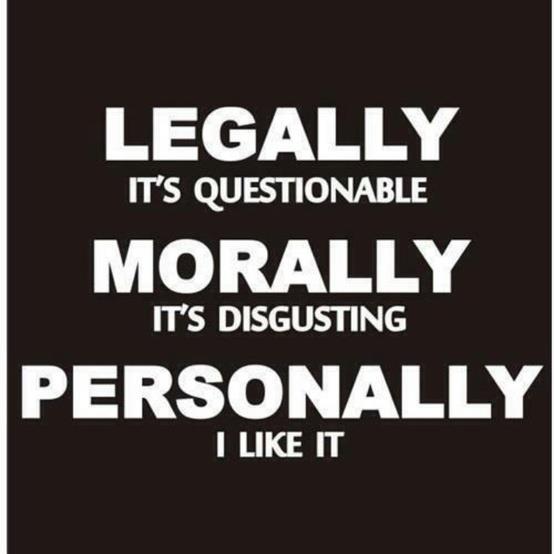 LEGALLY
IT'S QUESTIONABLE
MORALLY
IT'S DISGUSTING
PERSONALLY
I LIKE IT